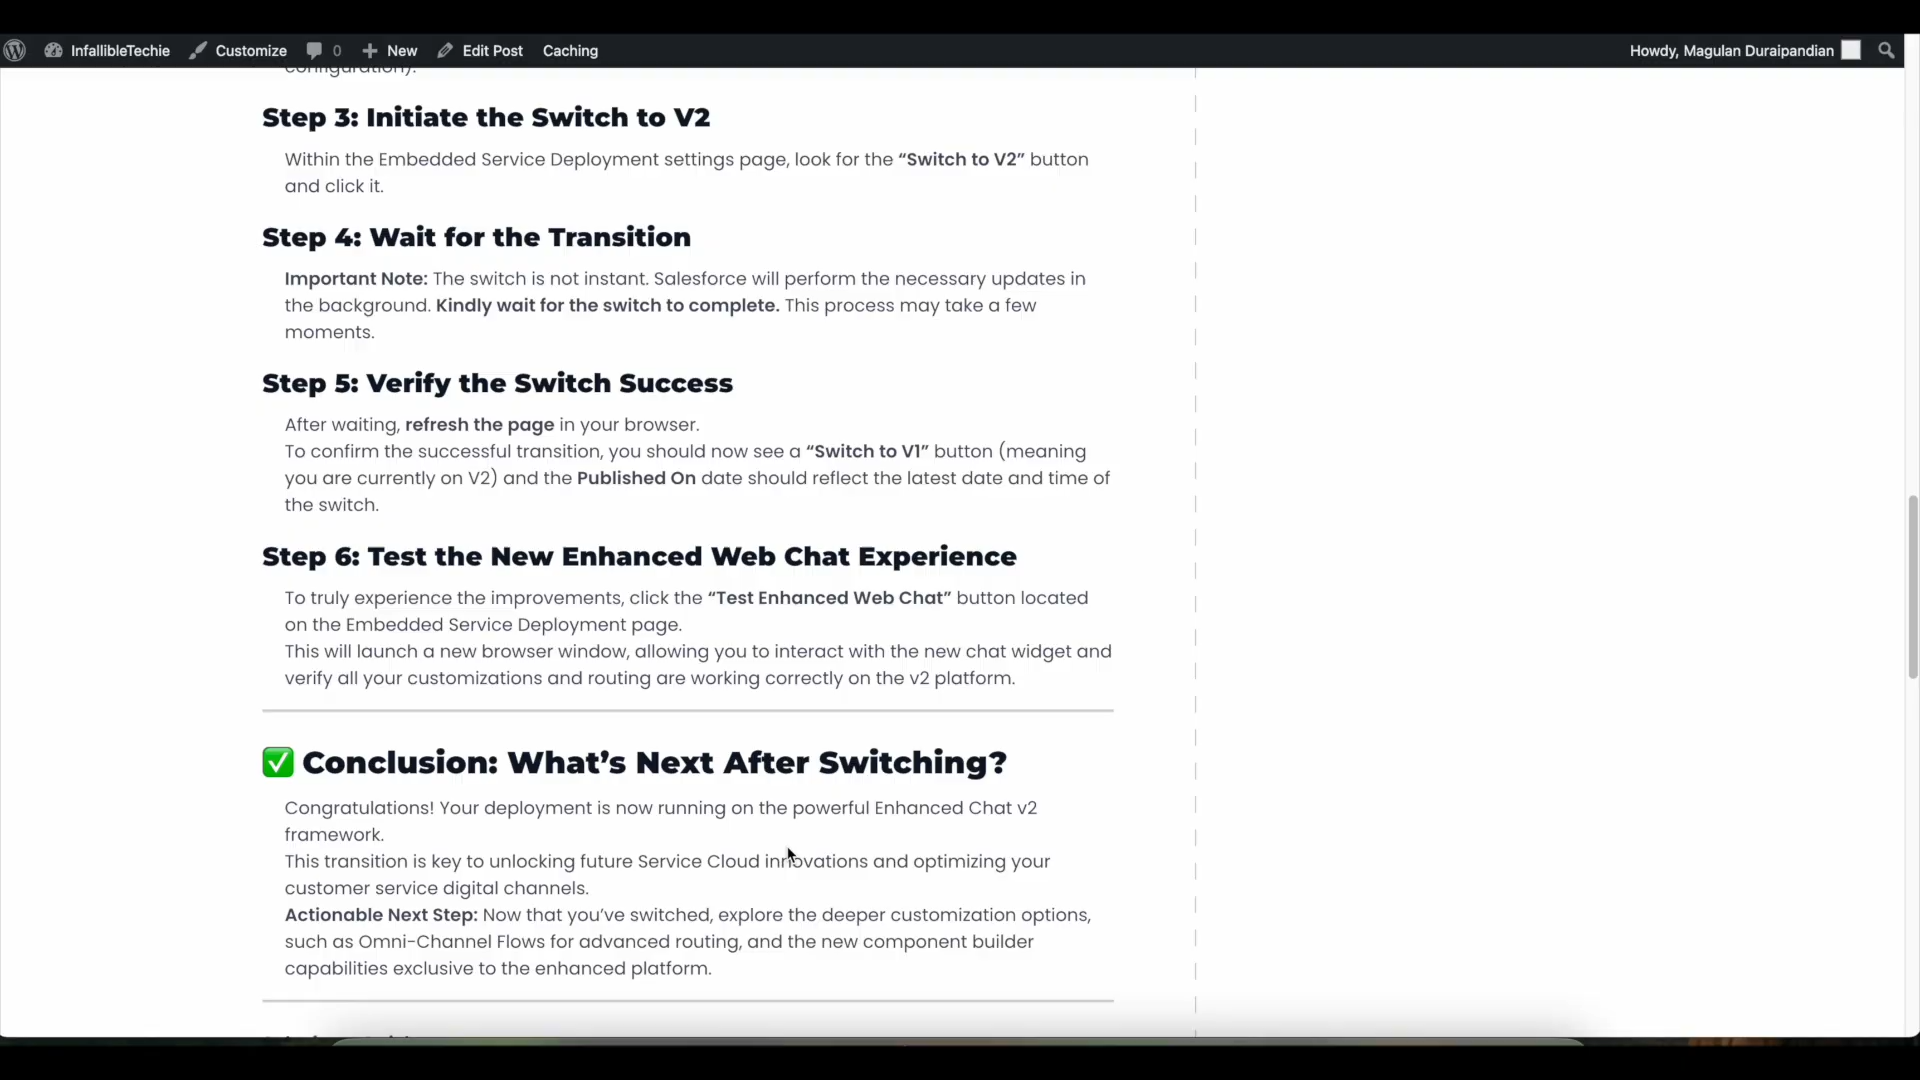 InfallibleTechie Customize 0 New Edit Post Caching Howdy, Magulan Duraipandian
configuration).
Step 3: Initiate the Switch to V2
Within the Embedded Service Deployment settings page, look for the “Switch to V2” button
and click it.
Step 4: Wait for the Transition
Important Note: The switch is not instant. Salesforce will perform the necessary updates in
the background. Kindly wait for the switch to complete. This process may take a few
moments.
Step 5: Verify the Switch Success
After waiting, refresh the page in your browser.
To confirm the successful transition, you should now see a “Switch to V1” button (meaning
you are currently on V2) and the Published On date should reflect the latest date and time of
the switch.
Step 6: Test the New Enhanced Web Chat Experience
To truly experience the improvements, click the “Test Enhanced Web Chat” button located
on the Embedded Service Deployment page.
This will launch a new browser window, allowing you to interact with the new chat widget and
verify all your customizations and routing are working correctly on the v2 platform.
✅ Conclusion: What’s Next After Switching?
Congratulations! Your deployment is now running on the powerful Enhanced Chat v2
framework.
This transition is key to unlocking future Service Cloud innovations and optimizing your
customer service digital channels.
Actionable Next Step: Now that you’ve switched, explore the deeper customization options,
such as Omni-Channel Flows for advanced routing, and the new component builder
capabilities exclusive to the enhanced platform.